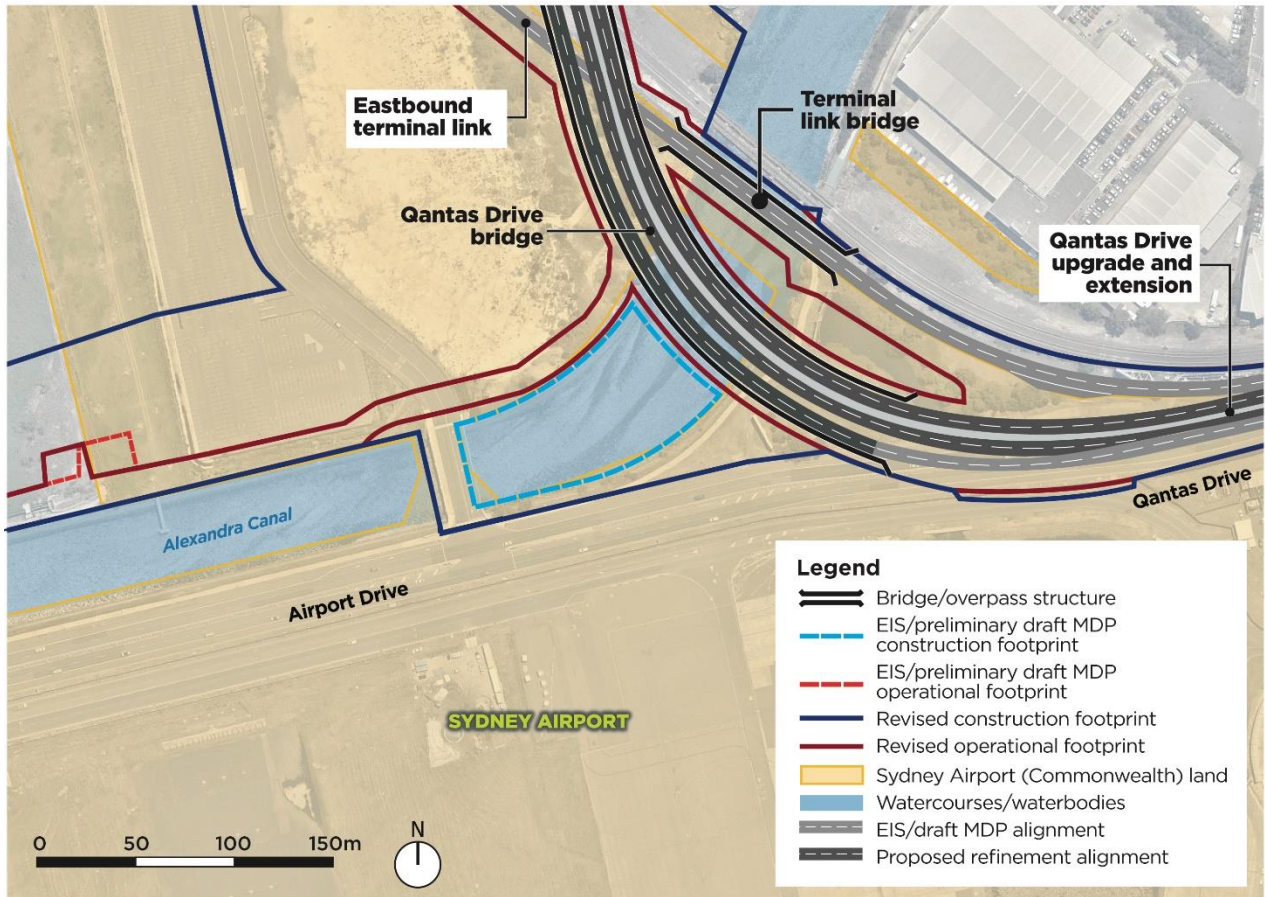 Eastbound
terminal link
Terminal
link bridge
Qantas Drive
bridge
Qantas Drive
upgrade and
extension
Qantas Drive
Alexandra Canal
Airport Drive
SYDNEY AIRPORT
Legend
Bridge/overpass structure
EIS/preliminary draft MDP
construction footprint
EIS/preliminary draft MDP
operational footprint
Revised construction footprint
Revised operational footprint
Sydney Airport (Commonwealth) land
Watercourses/waterbodies
EIS/draft MDP alignment
Proposed refinement alignment
0 50 100 150m
N